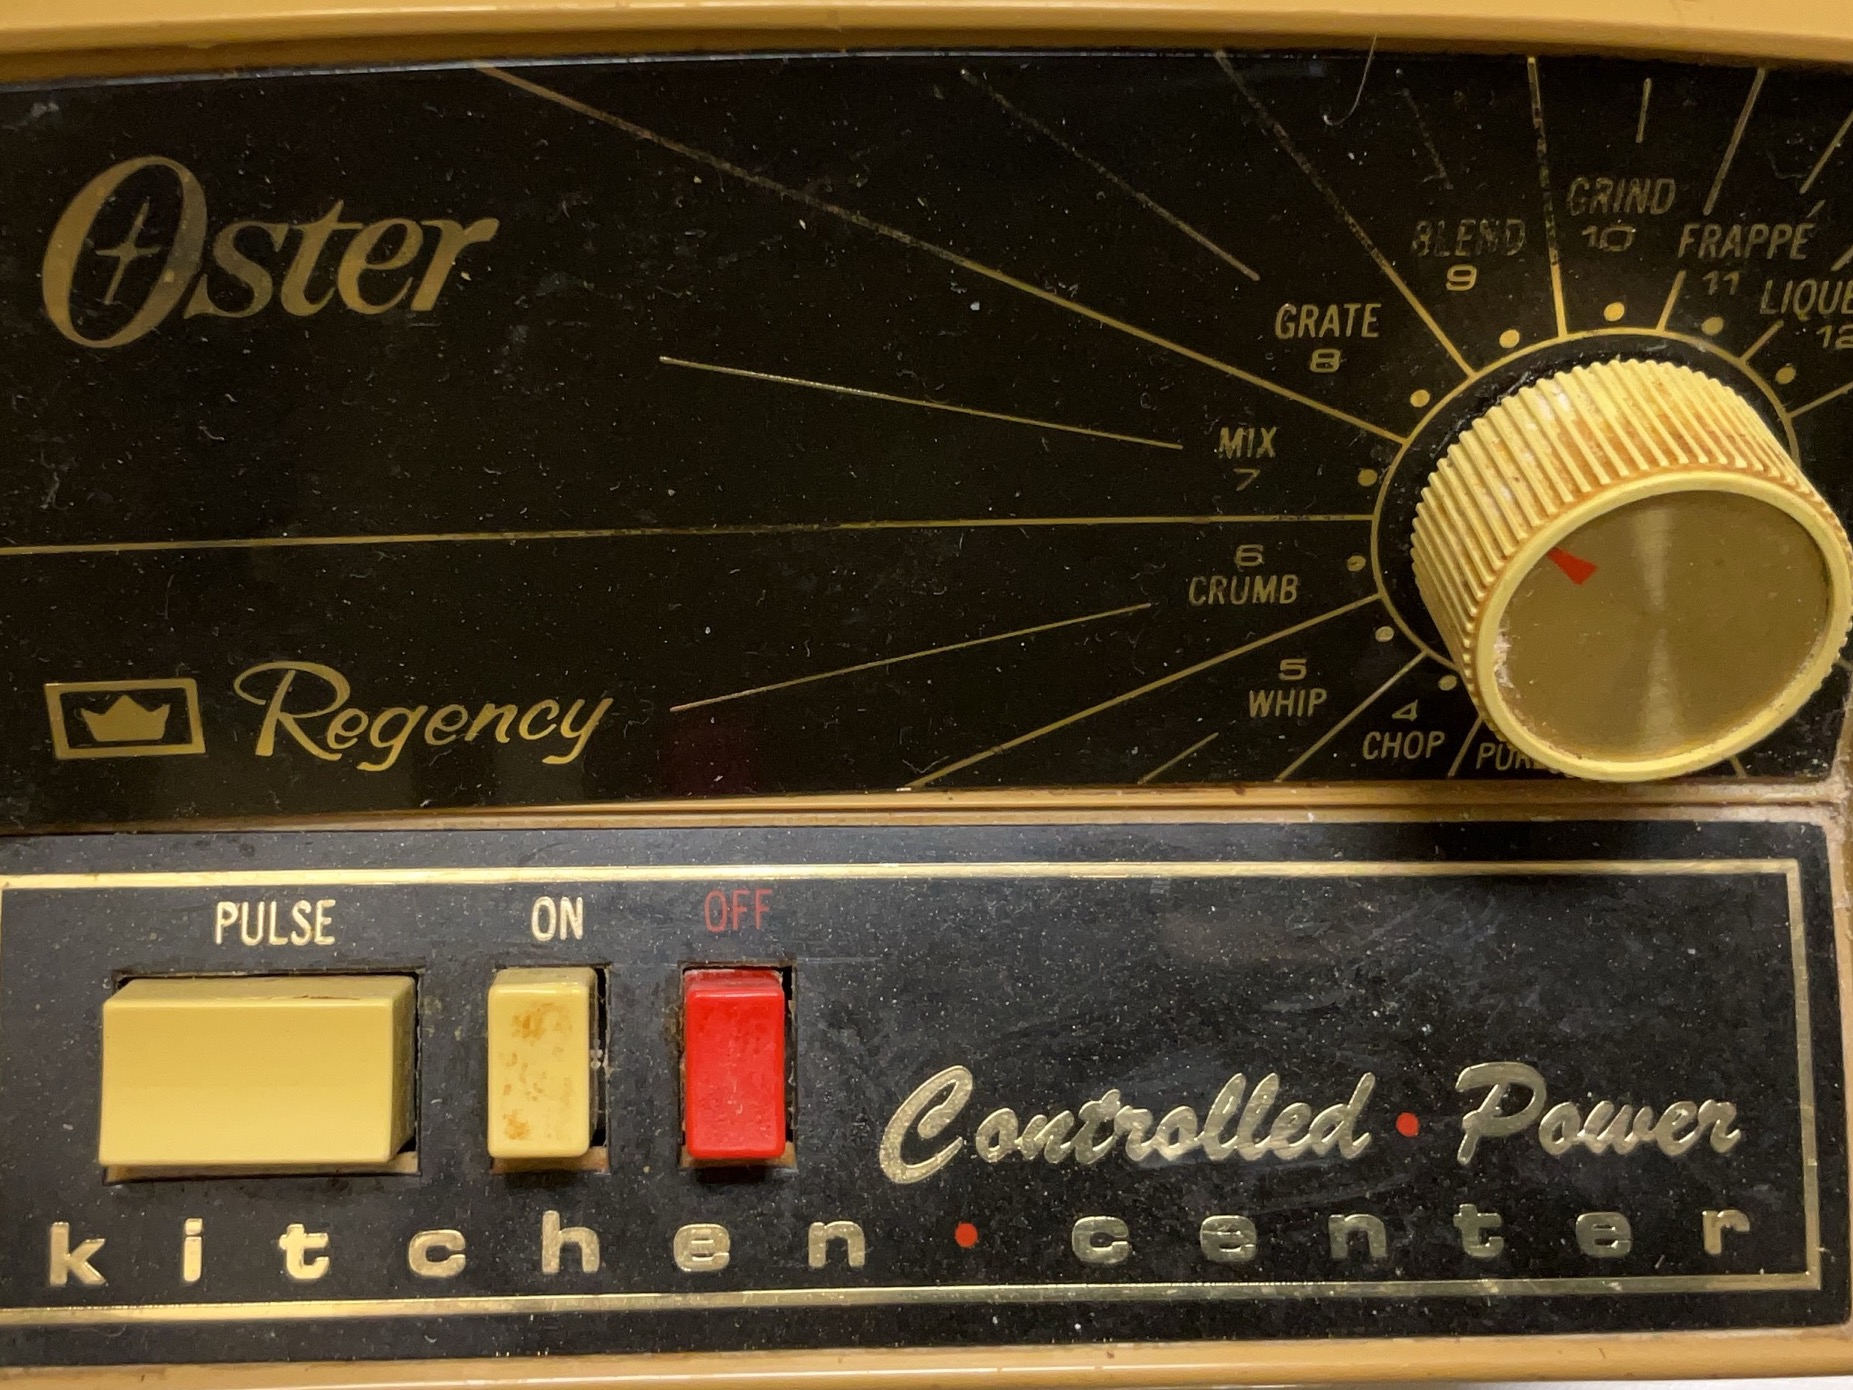 Oster
Regency
GRIND
10
BLEND
9
FRAPPÉ
11
12
GRATE
8
MIX
7
6
CRUMB
5
WHIP
4
CHOP
PULSE
ON
OFF
Controlled • Power
kitchen • center